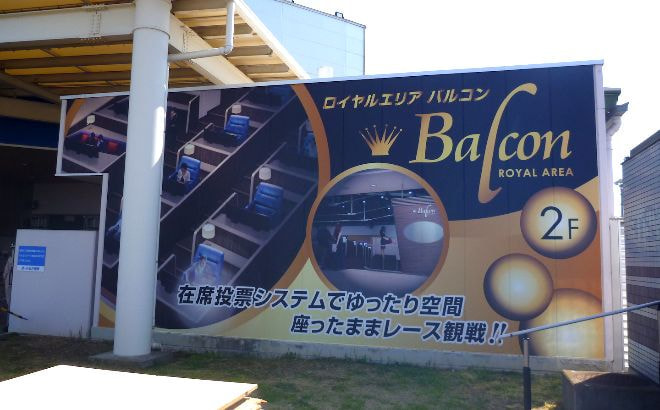 ロイヤルエリア バルコン
Balcon
ROYAL AREA
2F
Balcon
在席投票システムでゆったり空間
座ったままレース観戦!!